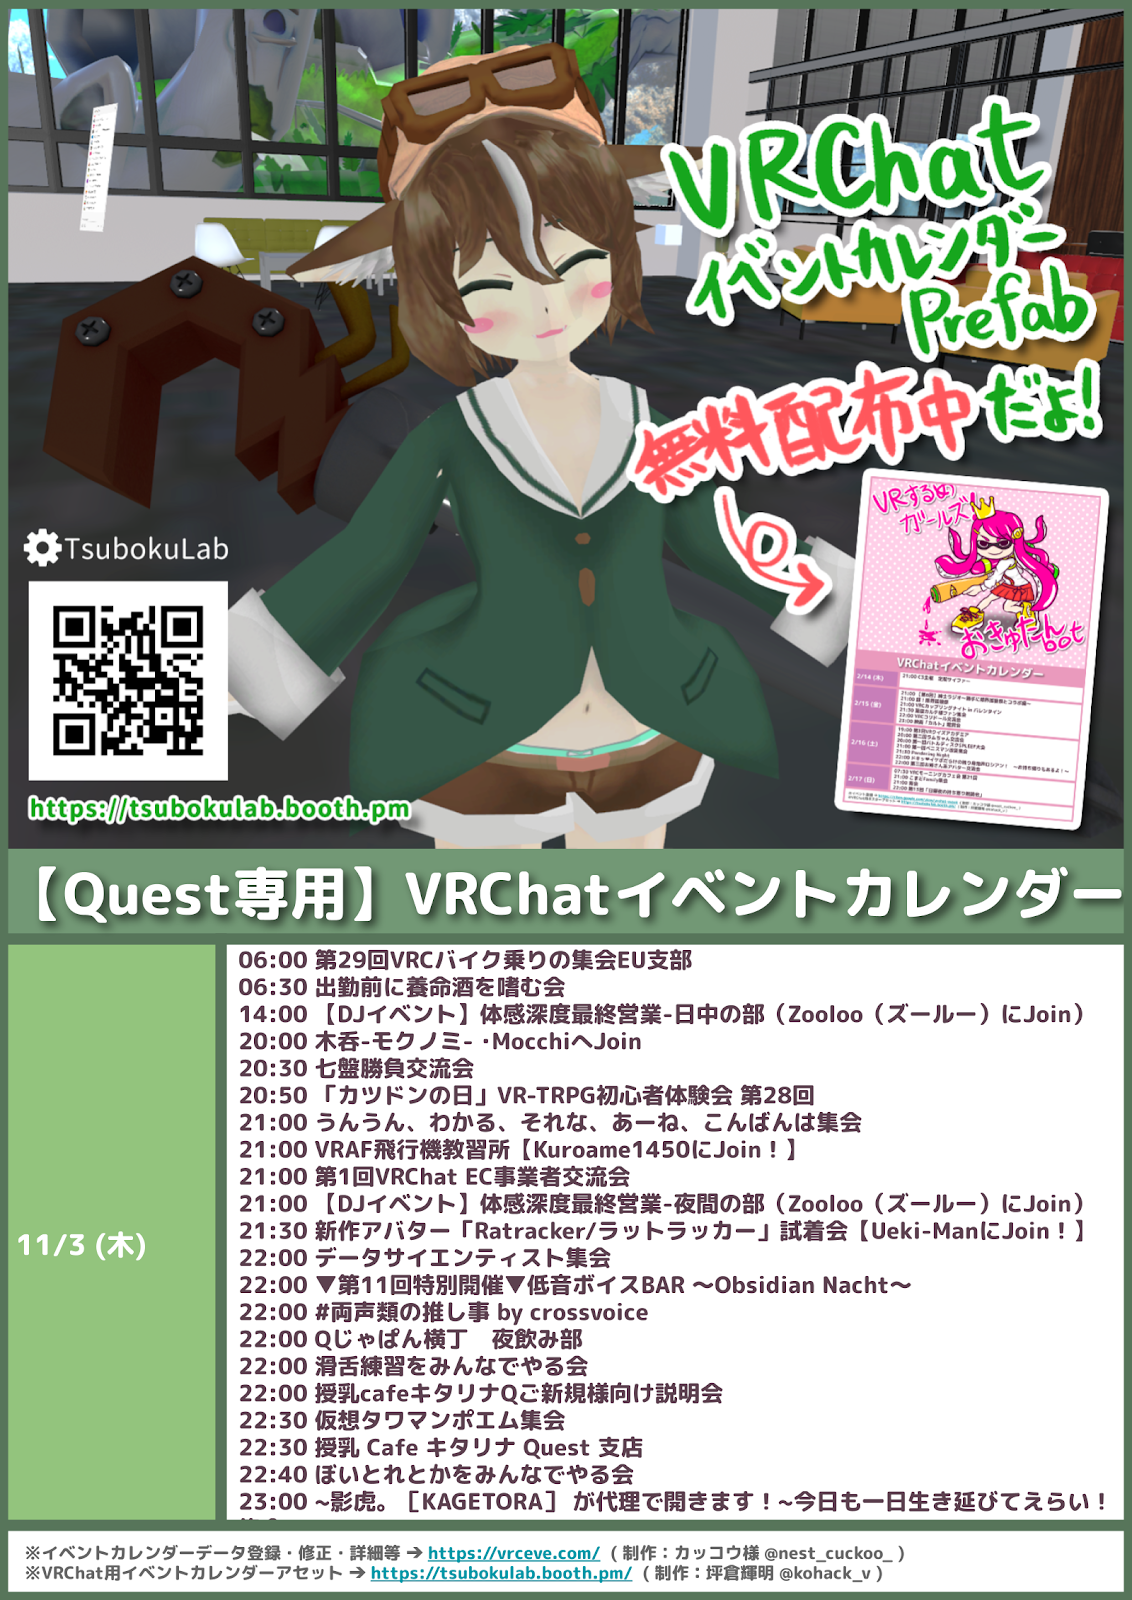 VRChat
イベントカレンダー
Prefab
無料配布中だよ!
TsubokuLab
https://tsubokulab.booth.pm
VRするめ
ガールズ
おきゅたんbot
VRChatイベントカレンダー
2/14 (木)
2/15 (金)
2/16 (土)
2/17 (日)
【Quest専用】VRChatイベントカレンダー
11/3 (木)
06:00 第29回VRCバイク乗りの集会EU支部
06:30 出勤前に養命酒を嗜む会
14:00 【DJイベント】体感深度最終営業-日中の部（Zooloo（ズールー）にJoin）
20:00 木呑-モクノミ- ･MocchiへJoin
20:30 七盤勝負交流会
20:50 「カツドンの日」VR-TRPG初心者体験会 第28回
21:00 うんうん、わかる、それな、あーね、こんばんは集会
21:00 VRAF飛行機教習所【Kuroame1450にJoin！】
21:00 第1回VRChat EC事業者交流会
21:00 【DJイベント】体感深度最終営業-夜間の部（Zooloo（ズールー）にJoin）
21:30 新作アバター「Ratracker/ラットラッカー」試着会【Ueki-ManにJoin！】
22:00 データサイエンティスト集会
22:00 ▼第11回特別開催▼低音ボイスBAR ～Obsidian Nacht～
22:00 #両声類の推し事 by crossvoice
22:00 Qじゃぱん横丁　夜飲み部
22:00 滑舌練習をみんなでやる会
22:00 授乳cafeキタリナQご新規様向け説明会
22:30 仮想タワマンポエム集会
22:30 授乳 Cafe キタリナ Quest 支店
22:40 ぼいとれとかをみんなでやる会
23:00 ~影虎。［KAGETORA］ が代理で開きます！~今日も一日生き延びてえらい！
※イベントカレンダーデータ登録・修正・詳細等 ➔ https://vrceve.com/ （ 制作：カッコウ様 @nest_cuckoo_ ）
※VRChat用イベントカレンダーアセット ➔ https://tsubokulab.booth.pm/ （ 制作：坪倉輝明 @kohack_v ）